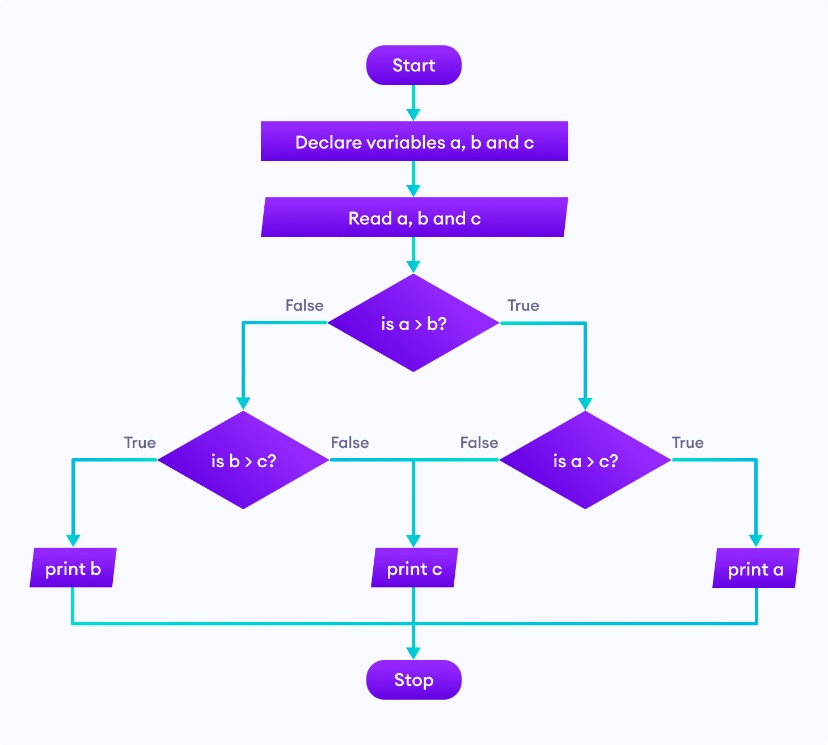 Start
Declare variables a, b and c
Read a, b and c
False
True
is a > b?
True
False
False
True
is b > c?
is a > c?
print b
print c
print a
Stop